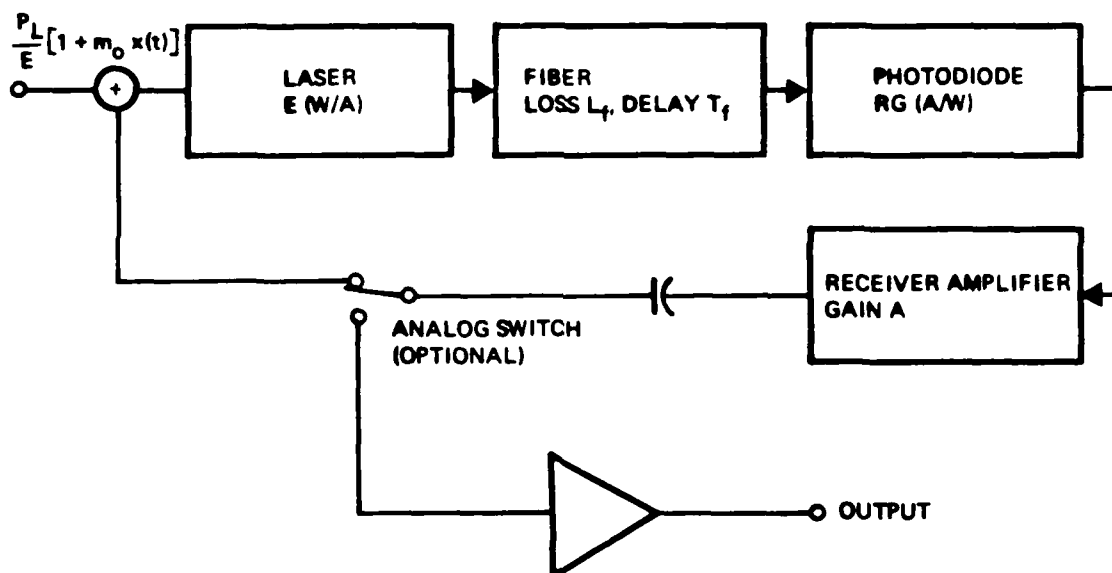 P_L/E [1 + m_o x(t)]
+
LASER
E (W/A)
FIBER
LOSS L_f, DELAY T_f
PHOTODIODE
RG (A/W)
RECEIVER AMPLIFIER
GAIN A
ANALOG SWITCH
(OPTIONAL)
OUTPUT